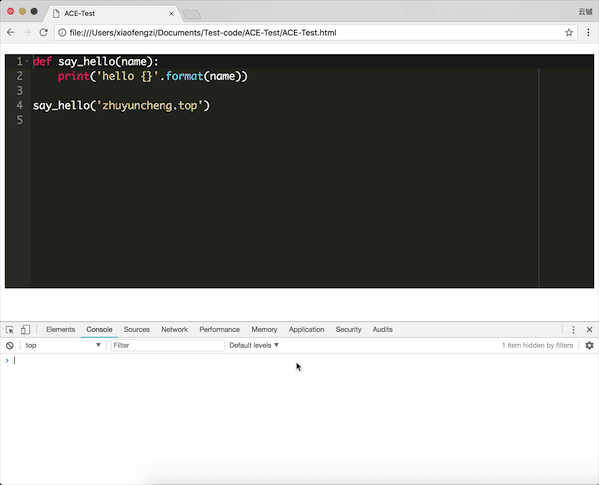 ACE-Test
云铖
file:///Users/xiaofengzi/Documents/Test-code/ACE-Test/ACE-Test.html
1 def say_hello(name):
2     print('hello {}'.format(name))
3
4 say_hello('zhuyuncheng.top')
5
Elements Console Sources Network Performance Memory Application Security Audits
top Filter Default levels 1 item hidden by filters